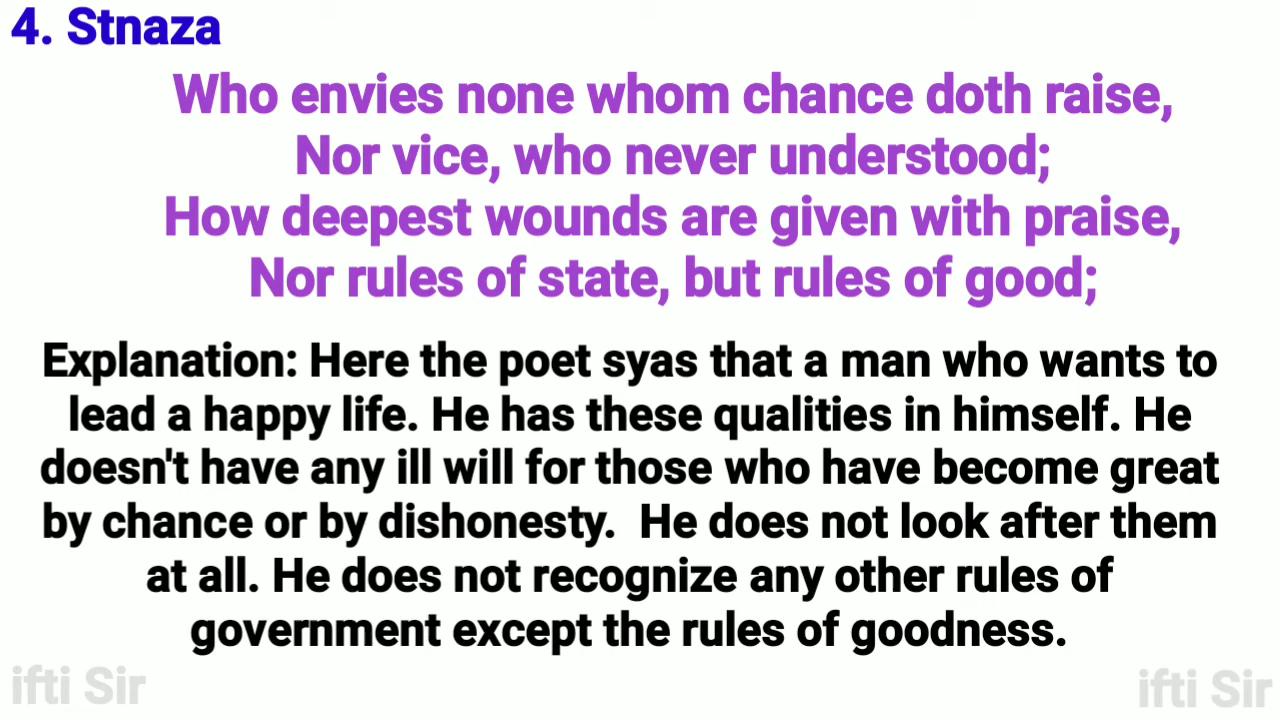 4. Stnaza
Who envies none whom chance doth raise,
Nor vice, who never understood;
How deepest wounds are given with praise,
Nor rules of state, but rules of good;
Explanation: Here the poet syas that a man who wants to
lead a happy life. He has these qualities in himself. He
doesn't have any ill will for those who have become great
by chance or by dishonesty.  He does not look after them
at all. He does not recognize any other rules of
government except the rules of goodness.
ifti Sir
ifti Sir